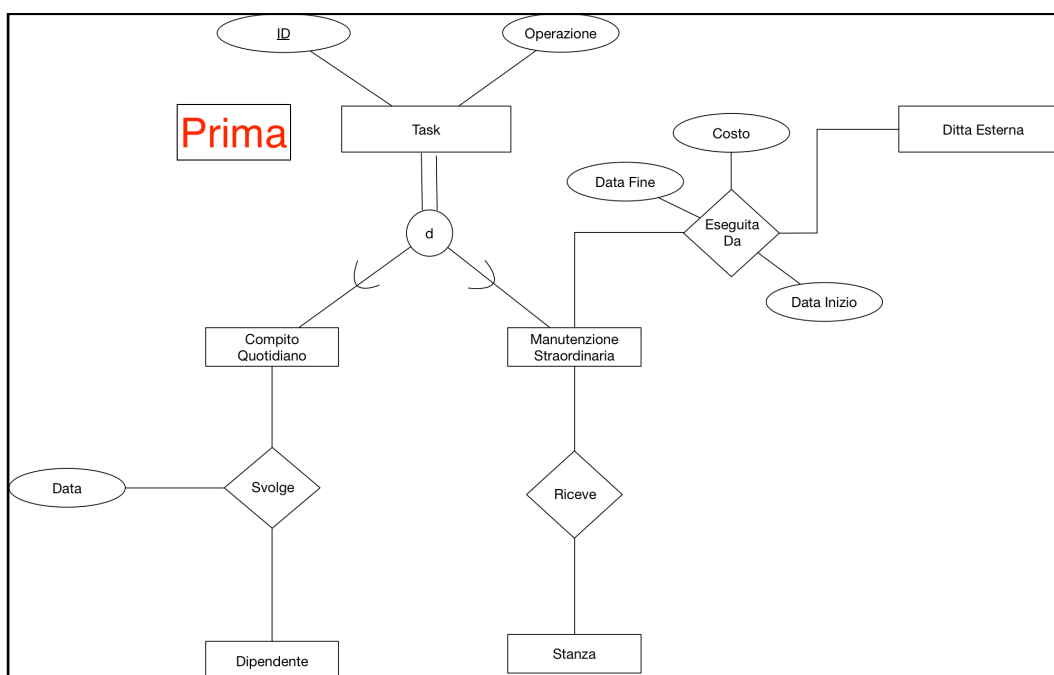 ID
Operazione
Prima
Task
Costo
Ditta Esterna
Data Fine
Eseguita
Da
d
Data Inizio
Compito
Quotidiano
Manutenzione
Straordinaria
Data
Svolge
Riceve
Dipendente
Stanza